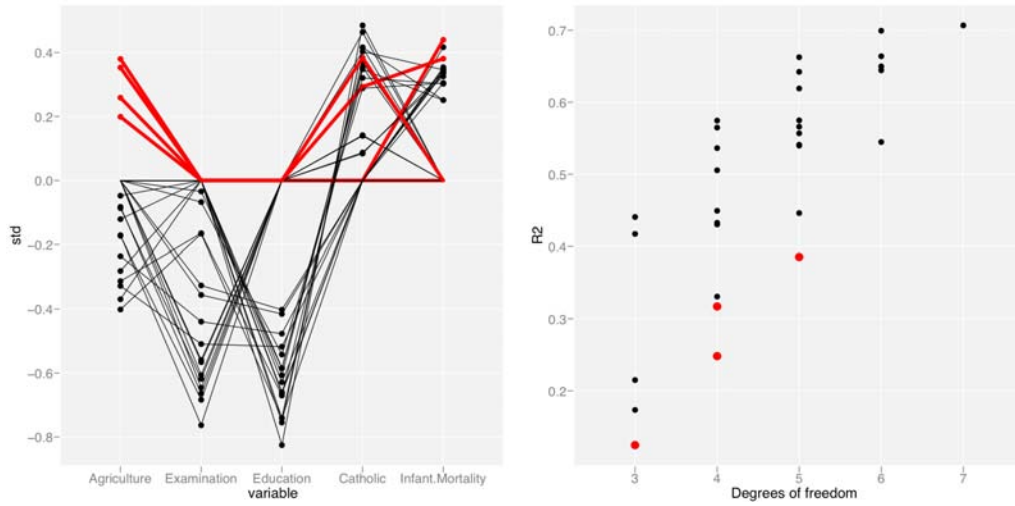 0.4
0.2
0.0
−0.2
−0.4
−0.6
−0.8
std
Agriculture Examination Education Catholic Infant.Mortality
variable
0.7
0.6
0.5
0.4
0.3
0.2
R2
3 4 5 6 7
Degrees of freedom